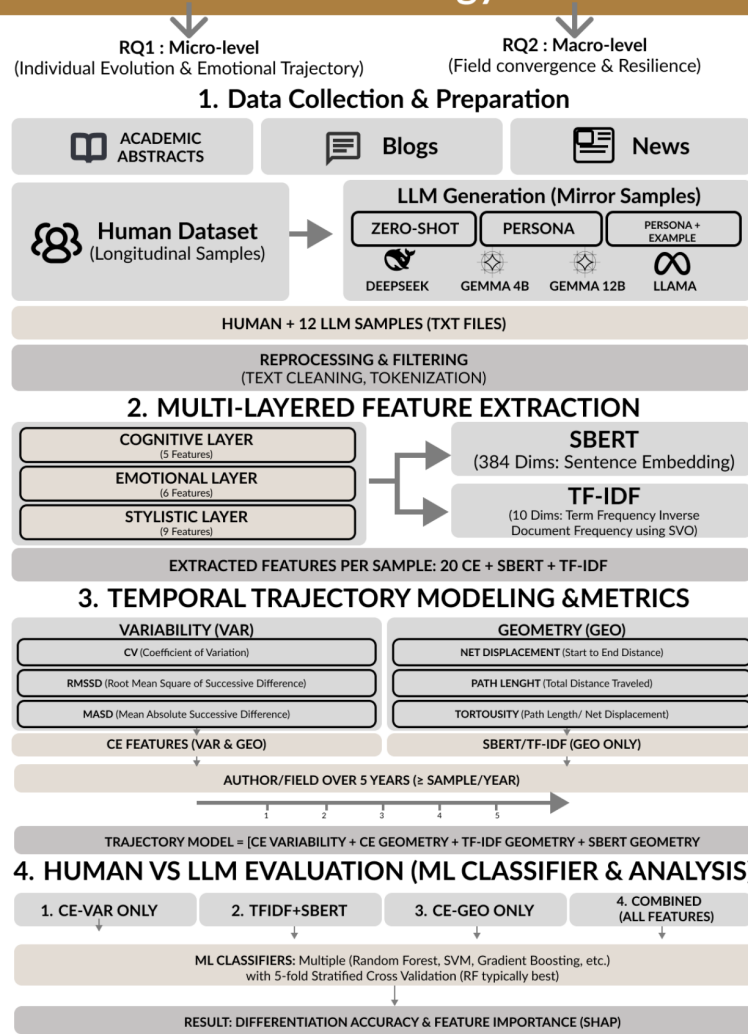 RQ1 : Micro-level
(Individual Evolution & Emotional Trajectory)
RQ2 : Macro-level
(Field convergence & Resilience)
1. Data Collection & Preparation
ACADEMIC
ABSTRACTS
Blogs
News
Human Dataset
(Longitudinal Samples)
LLM Generation (Mirror Samples)
ZERO-SHOT
PERSONA
PERSONA +
EXAMPLE
DEEPSEEK
GEMMA 4B
GEMMA 12B
LLAMA
HUMAN + 12 LLM SAMPLES (TXT FILES)
REPROCESSING & FILTERING
(TEXT CLEANING, TOKENIZATION)
2. MULTI-LAYERED FEATURE EXTRACTION
COGNITIVE LAYER
(5 Features)
EMOTIONAL LAYER
(6 Features)
STYLISTIC LAYER
(9 Features)
SBERT
(384 Dims: Sentence Embedding)
TF-IDF
(10 Dims: Term Frequency Inverse
Document Frequency using SVO)
EXTRACTED FEATURES PER SAMPLE: 20 CE + SBERT + TF-IDF
3. TEMPORAL TRAJECTORY MODELING &METRICS
VARIABILITY (VAR)
CV (Coefficient of Variation)
RMSSD (Root Mean Square of Successive Difference)
MASD (Mean Absolute Successive Difference)
CE FEATURES (VAR & GEO)
GEOMETRY (GEO)
NET DISPLACEMENT (Start to End Distance)
PATH LENGHT (Total Distance Traveled)
TORTOUSITY (Path Length/ Net Displacement)
SBERT/TF-IDF (GEO ONLY)
AUTHOR/FIELD OVER 5 YEARS (≥ SAMPLE/YEAR)
1 2 3 4 5
TRAJECTORY MODEL = [CE VARIABILITY + CE GEOMETRY + TF-IDF GEOMETRY + SBERT GEOMETRY
4. HUMAN VS LLM EVALUATION (ML CLASSIFIER & ANALYSIS)
1. CE-VAR ONLY
2. TFIDF+SBERT
3. CE-GEO ONLY
4. COMBINED
(ALL FEATURES)
ML CLASSIFIERS: Multiple (Random Forest, SVM, Gradient Boosting, etc.)
with 5-fold Stratified Cross Validation (RF typically best)
RESULT: DIFFERENTIATION ACCURACY & FEATURE IMPORTANCE (SHAP)